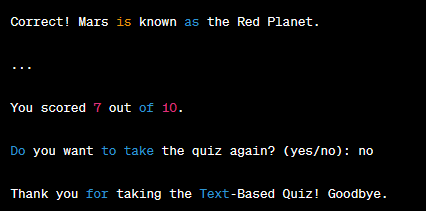 Correct! Mars is known as the Red Planet.
...
You scored 7 out of 10.
Do you want to take the quiz again? (yes/no): no
Thank you for taking the Text-Based Quiz! Goodbye.